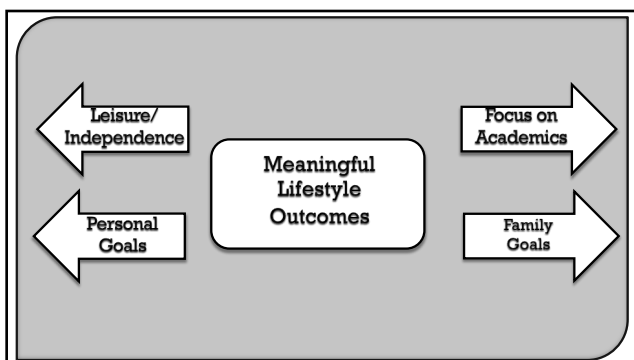 Leisure/
Independence
Focus on
Academics
Meaningful
Lifestyle
Outcomes
Personal
Goals
Family
Goals